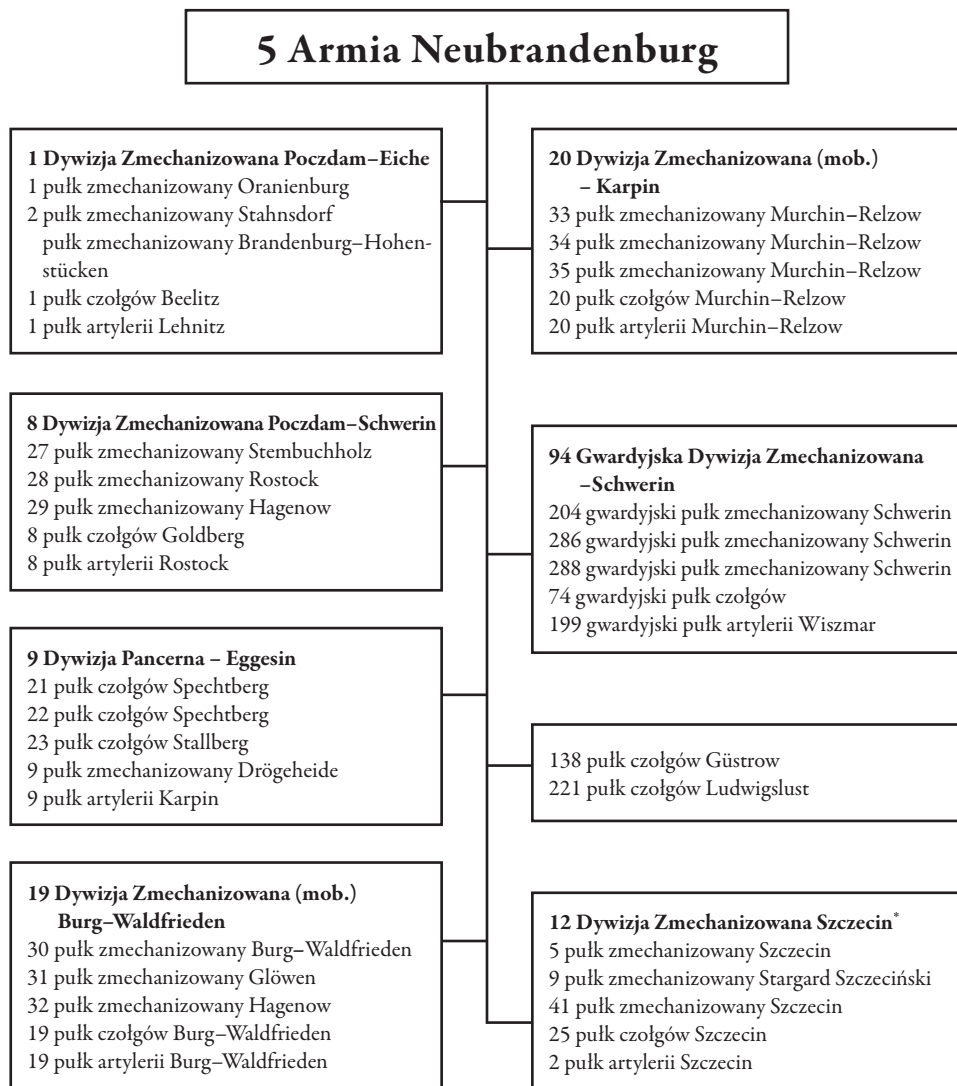 5 Armia Neubrandenburg
1 Dywizja Zmechanizowana Poczdam–Eiche
1 pułk zmechanizowany Oranienburg
2 pułk zmechanizowany Stahnsdorf
pułk zmechanizowany Brandenburg–Hohen-
stücken
1 pułk czołgów Beelitz
1 pułk artylerii Lehnitz
8 Dywizja Zmechanizowana Poczdam–Schwerin
27 pułk zmechanizowany Stembuchholz
28 pułk zmechanizowany Rostock
29 pułk zmechanizowany Hagenow
8 pułk czołgów Goldberg
8 pułk artylerii Rostock
9 Dywizja Pancerna – Eggesin
21 pułk czołgów Spechtberg
22 pułk czołgów Spechtberg
23 pułk czołgów Stallberg
9 pułk zmechanizowany Drögeheide
9 pułk artylerii Karpin
19 Dywizja Zmechanizowana (mob.)
Burg–Waldfrieden
30 pułk zmechanizowany Burg–Waldfrieden
31 pułk zmechanizowany Glöwen
32 pułk zmechanizowany Hagenow
19 pułk czołgów Burg–Waldfrieden
19 pułk artylerii Burg–Waldfrieden
20 Dywizja Zmechanizowana (mob.)
– Karpin
33 pułk zmechanizowany Murchin–Relzow
34 pułk zmechanizowany Murchin–Relzow
35 pułk zmechanizowany Murchin–Relzow
20 pułk czołgów Murchin–Relzow
20 pułk artylerii Murchin–Relzow
94 Gwardyjska Dywizja Zmechanizowana
–Schwerin
204 gwardyjski pułk zmechanizowany Schwerin
286 gwardyjski pułk zmechanizowany Schwerin
288 gwardyjski pułk zmechanizowany Schwerin
74 gwardyjski pułk czołgów
199 gwardyjski pułk artylerii Wiszmar
138 pułk czołgów Güstrow
221 pułk czołgów Ludwigslust
12 Dywizja Zmechanizowana Szczecin*
5 pułk zmechanizowany Szczecin
9 pułk zmechanizowany Stargard Szczeciński
41 pułk zmechanizowany Szczecin
25 pułk czołgów Szczecin
2 pułk artylerii Szczecin